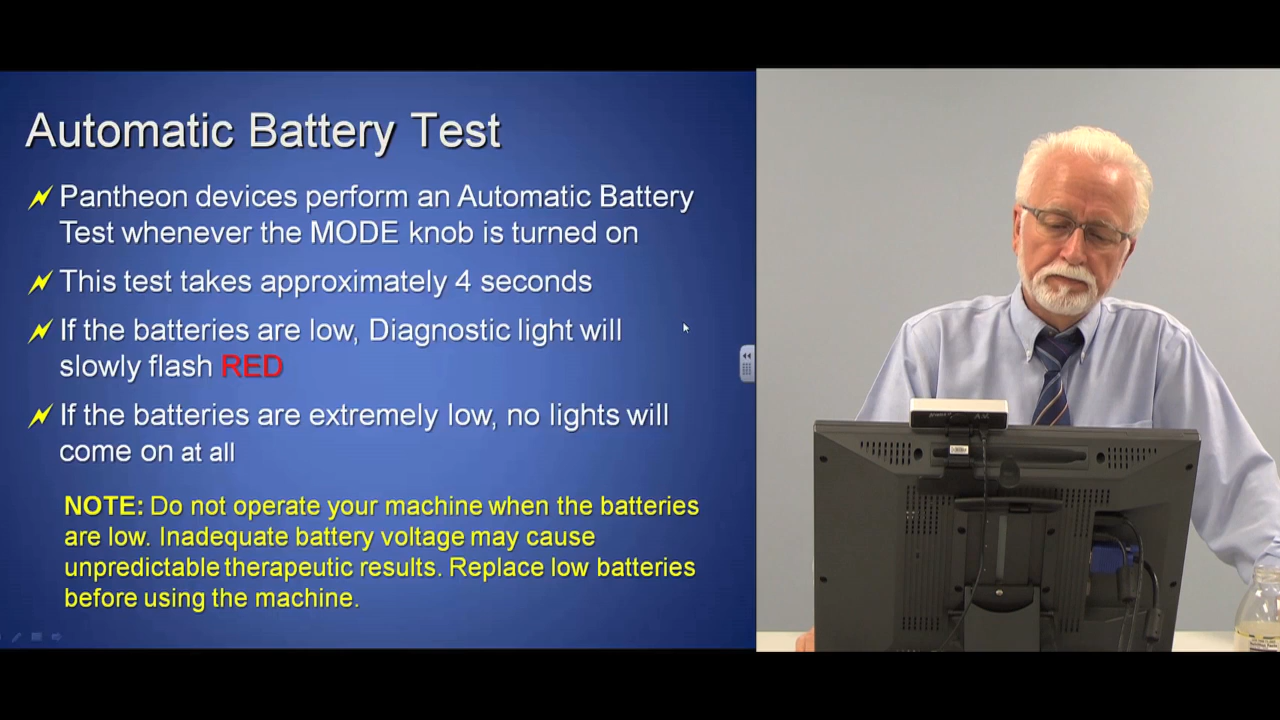 Automatic Battery Test
Pantheon devices perform an Automatic Battery
Test whenever the MODE knob is turned on
This test takes approximately 4 seconds
If the batteries are low, Diagnostic light will
slowly flash RED
If the batteries are extremely low, no lights will
come on at all
NOTE: Do not operate your machine when the batteries
are low. Inadequate battery voltage may cause
unpredictable therapeutic results. Replace low batteries
before using the machine.